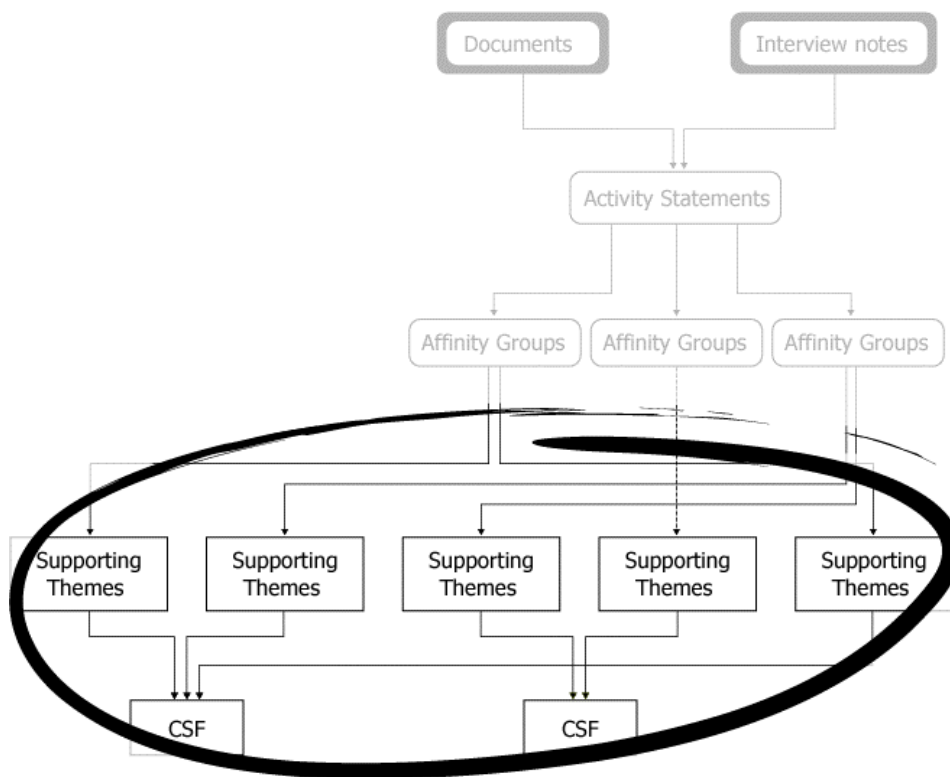 Documents
Interview notes
Activity Statements
Affinity Groups
Affinity Groups
Affinity Groups
Supporting
Themes
Supporting
Themes
Supporting
Themes
Supporting
Themes
Supporting
Themes
CSF
CSF